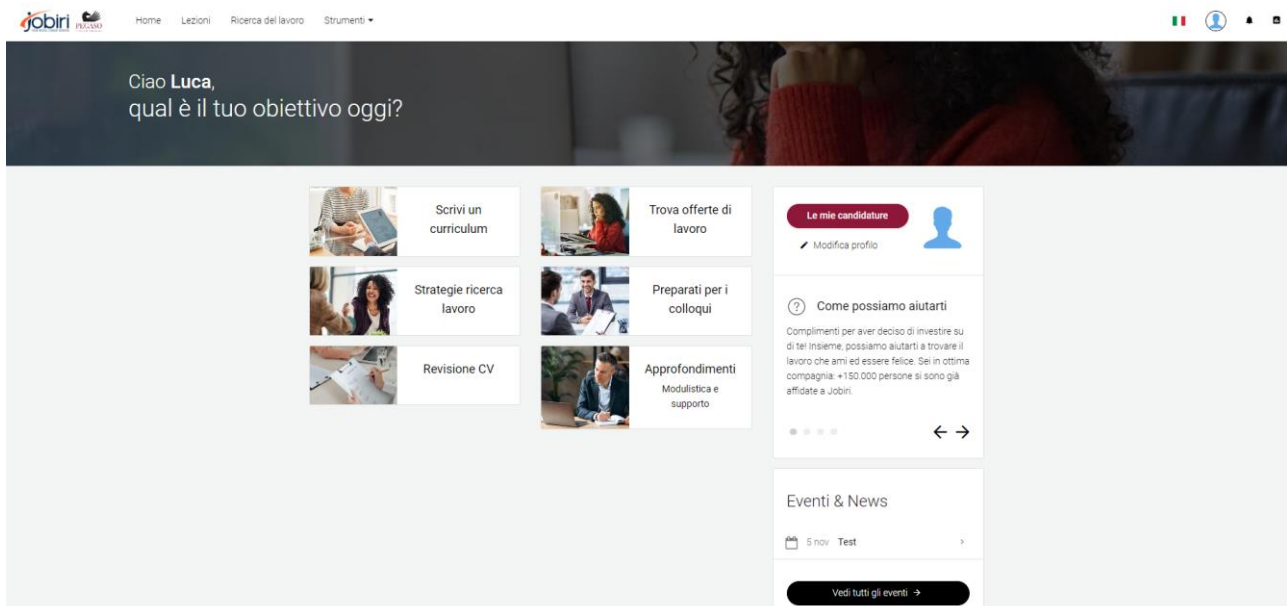 jobiri
PEGASO
Home Lezioni Ricerca del lavoro Strumenti
Ciao Luca,
qual è il tuo obiettivo oggi?
Scrivi un
curriculum
Trova offerte di
lavoro
Strategie ricerca
lavoro
Preparati per i
colloqui
Revisione CV
Approfondimenti
Modulistica e
supporto
Le mie candidature
Modifica profilo
? Come possiamo aiutarti
Complimenti per aver deciso di investire su
di te! Insieme, possiamo aiutarti a trovare il
lavoro che ami ed essere felice. Sei in ottima
compagnia: +150.000 persone si sono già
affidate a Jobiri.
Eventi & News
5 nov Test
Vedi tutti gli eventi →